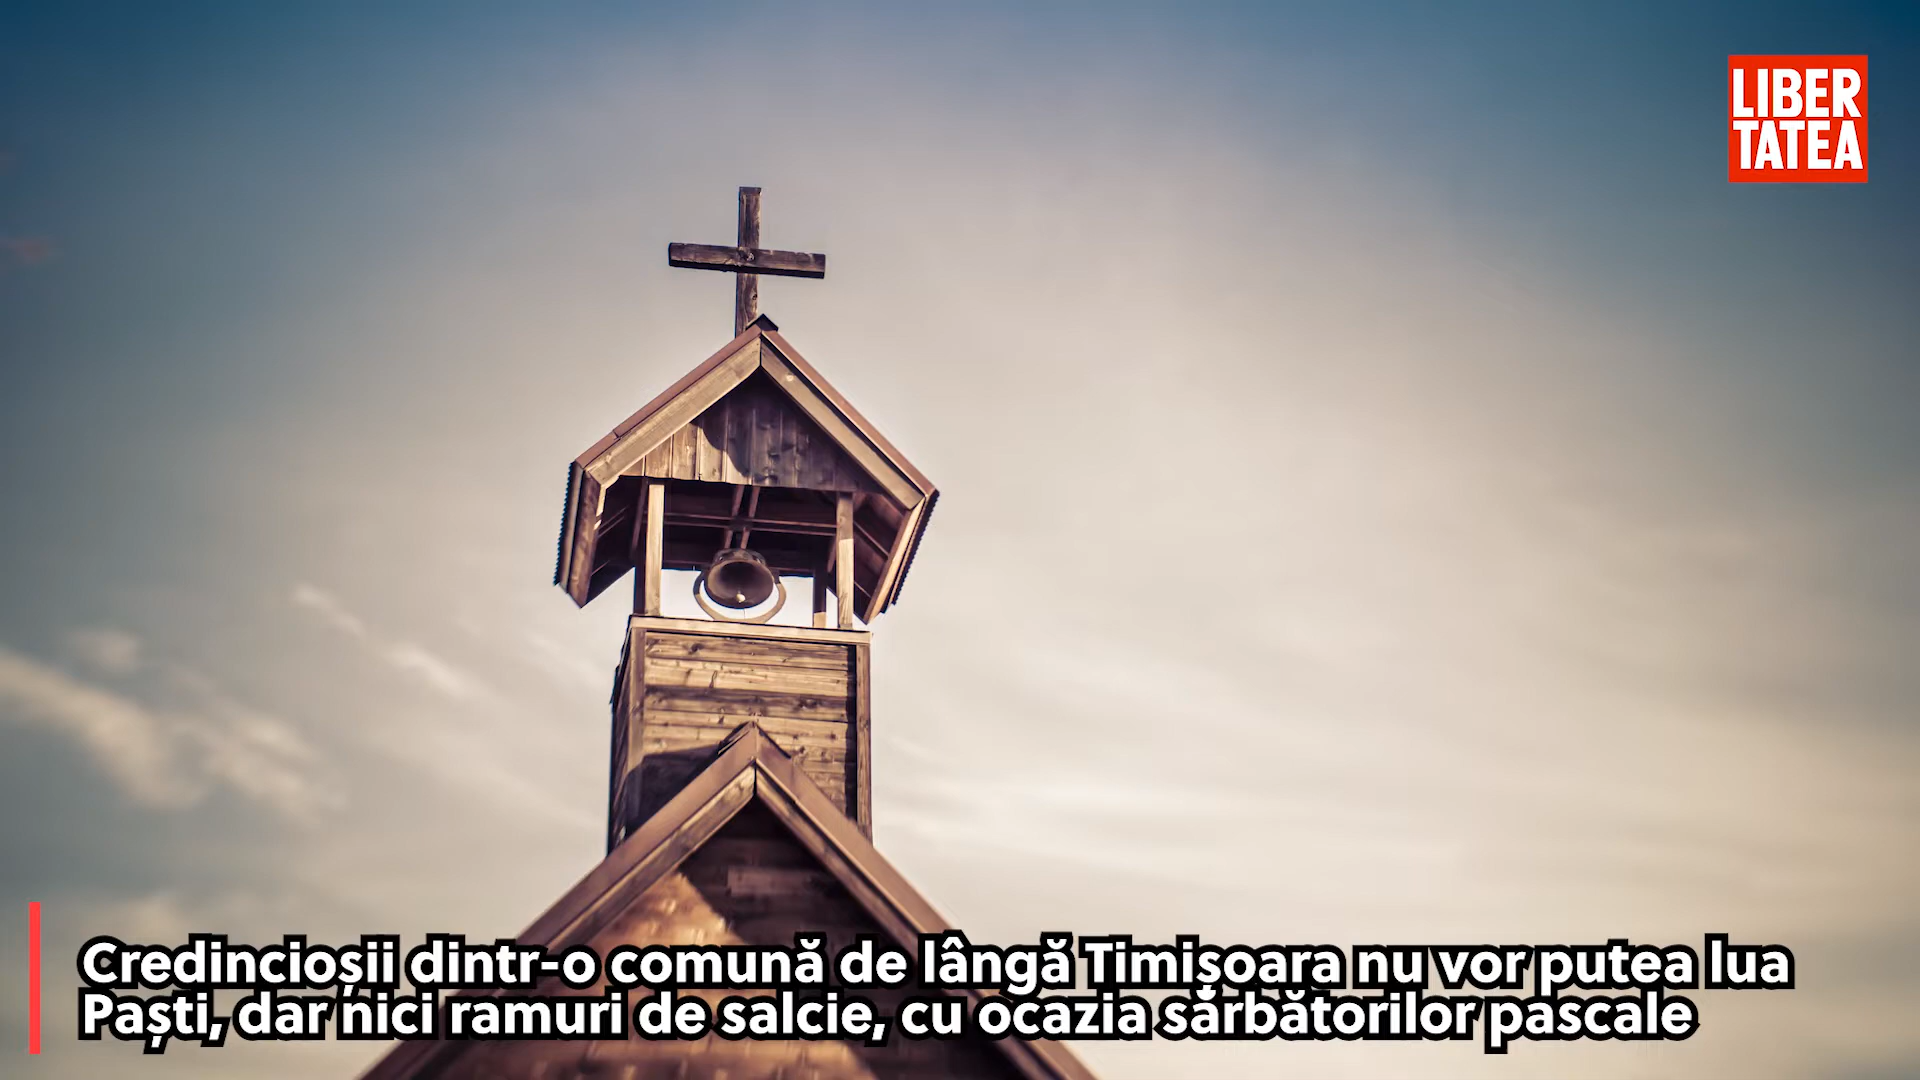 LIBER
TATEA
Credincioșii dintr-o comună de lângă Timișoara nu vor putea lua
Paști, dar nici ramuri de salcie, cu ocazia sărbătorilor pascale